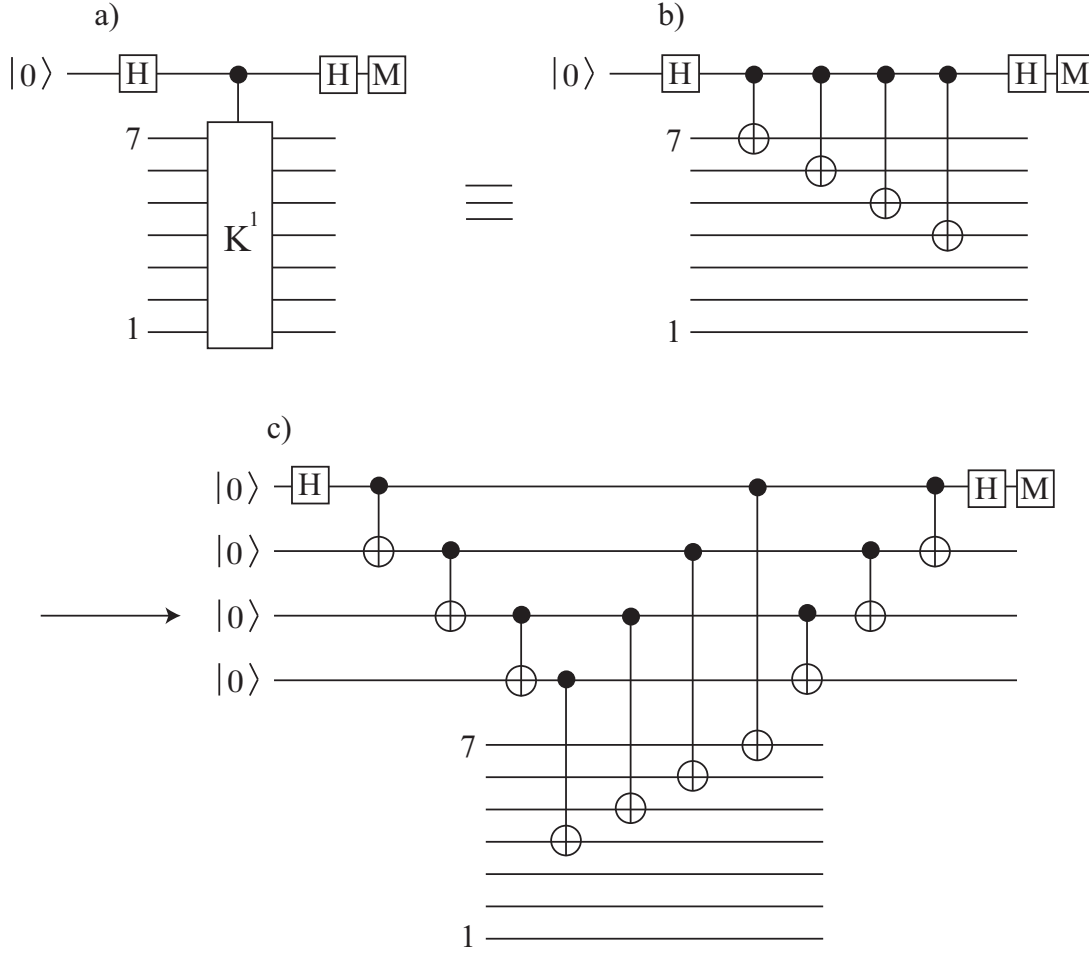 a) b)
|0⟩ H H M |0⟩ H H M
7 7
K¹
1 1
c)
|0⟩ H H M
|0⟩
|0⟩
|0⟩
7
1